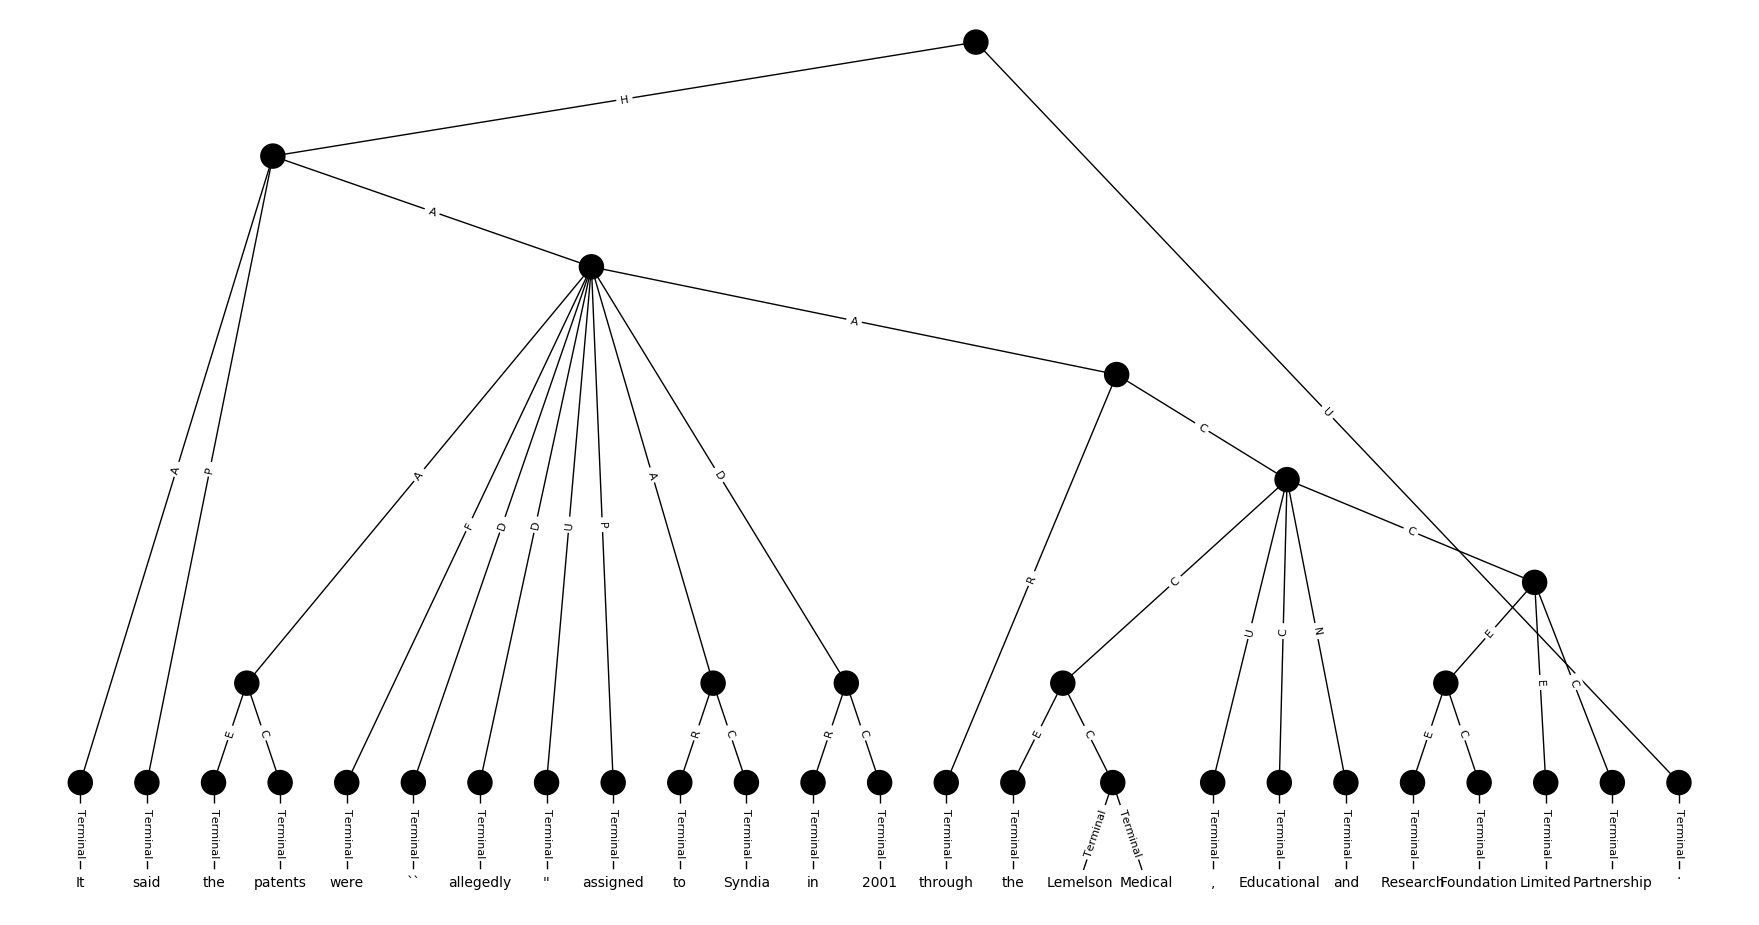 H
A
A
U
C
A P A F D D U P A D R C U C N C E
E C R C R C E C E C E C
Terminal Terminal Terminal Terminal Terminal Terminal Terminal Terminal Terminal Terminal Terminal Terminal Terminal Terminal Terminal Terminal Terminal Terminal Terminal Terminal Terminal Terminal Terminal Terminal Terminal
It said the patents were `` allegedly " assigned to Syndia in 2001 through the Lemelson Medical , Educational and Research Foundation Limited Partnership .